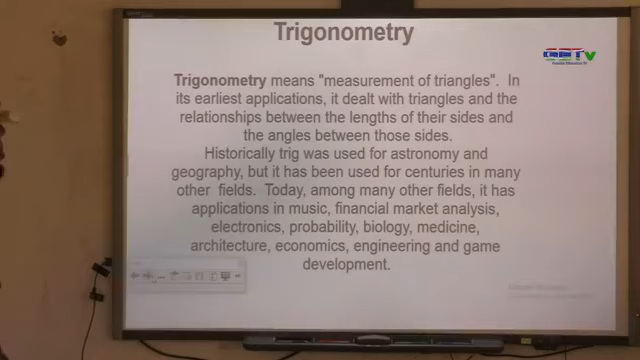 Trigonometry
Trigonometry means "measurement of triangles". In
its earliest applications, it dealt with triangles and the
relationships between the lengths of their sides and
the angles between those sides.
Historically trig was used for astronomy and
geography, but it has been used for centuries in many
other fields. Today, among many other fields, it has
applications in music, financial market analysis,
electronics, probability, biology, medicine,
architecture, economics, engineering and game
development.